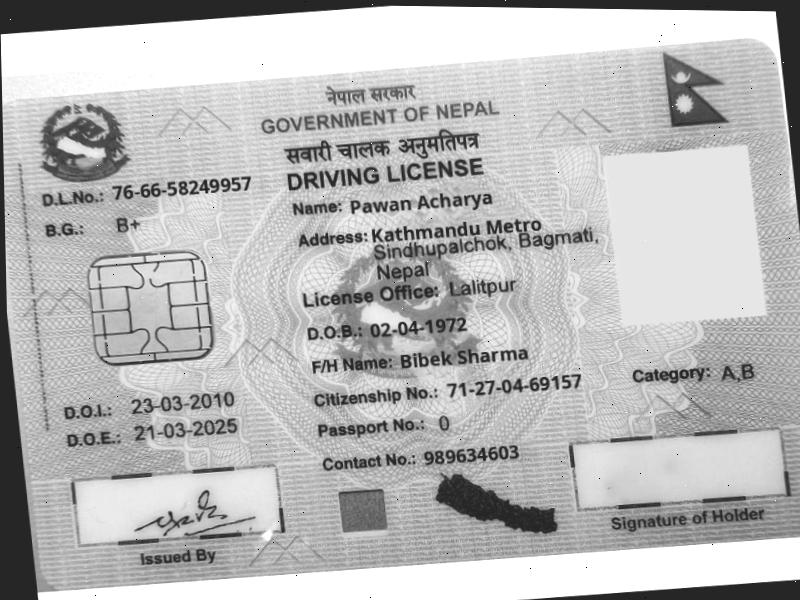 नेपाल सरकार
GOVERNMENT OF NEPAL
सवारी चालक अनुमतिपत्र
DRIVING LICENSE
D.L.No.: 76-66-58249957
B.G.: B+
Name: Pawan Acharya
Address: Kathmandu Metro
Sindhupalchok, Bagmati,
Nepal
License Office: Lalitpur
D.O.B.: 02-04-1972
F/H Name: Bibek Sharma
Citizenship No.: 71-27-04-69157
Category: A,B
D.O.I.: 23-03-2010
D.O.E.: 21-03-2025
Passport No.: 0
Contact No.: 989634603
Issued By
Signature of Holder